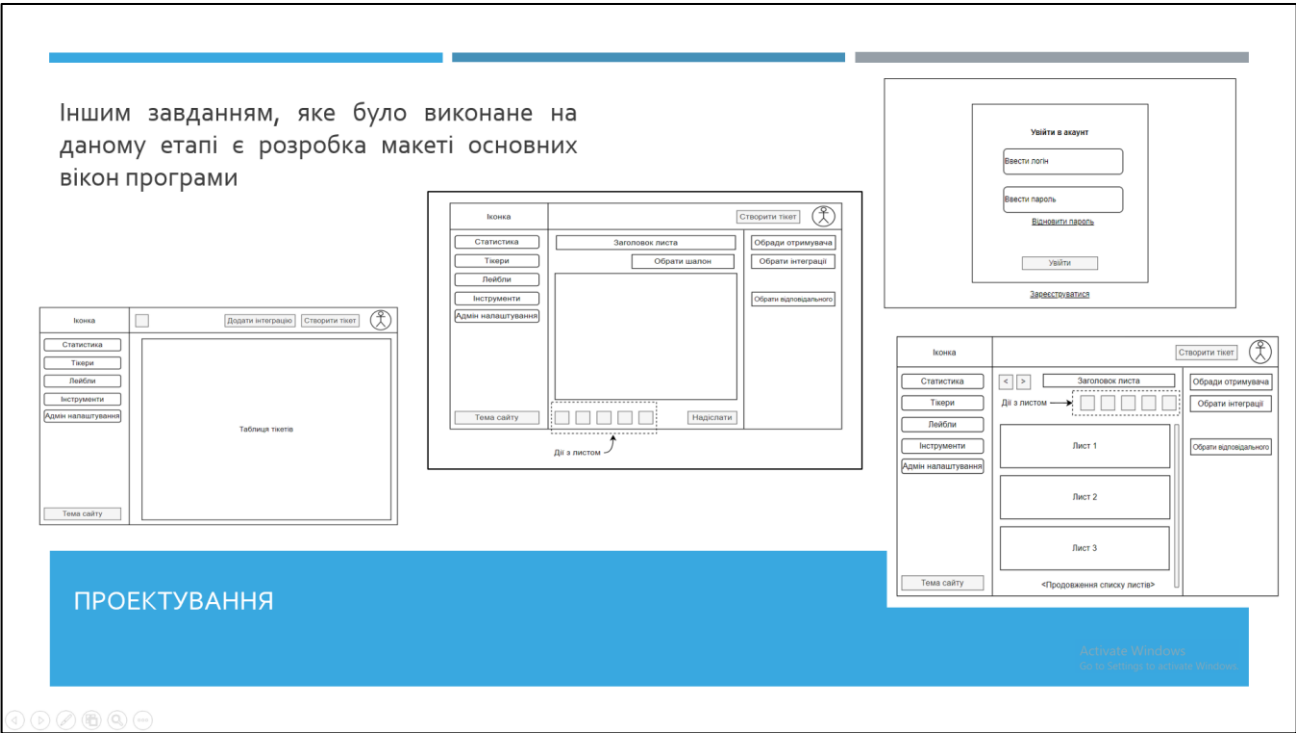 Іншим завданням, яке було виконане на
даному етапі є розробка макеті основних
вікон програми
Увійти в акаунт
Ввести логін
Ввести пароль
Відновити пароль
Увійти
Зареєструватися
Іконка
Створити тікет
Статистика
Тікери
Лейбли
Інструменти
Адмін налаштування
Заголовок листа
Обрати шалон
Обради отримувача
Обрати інтеграції
Обрати відповідального
Тема сайту
Надіслати
Дії з листом
Іконка
Додати інтеграцію
Створити тікет
Статистика
Тікери
Лейбли
Інструменти
Адмін налаштування
Таблиця тікетів
Тема сайту
Іконка
Створити тікет
Статистика
Тікери
Лейбли
Інструменти
Адмін налаштування
< >
Заголовок листа
Дії з листом
Обради отримувача
Обрати інтеграції
Обрати відповідального
Лист 1
Лист 2
Лист 3
Тема сайту
<Продовження списку листів>
ПРОЕКТУВАННЯ
Activate Windows
Go to Settings to activate Windows.